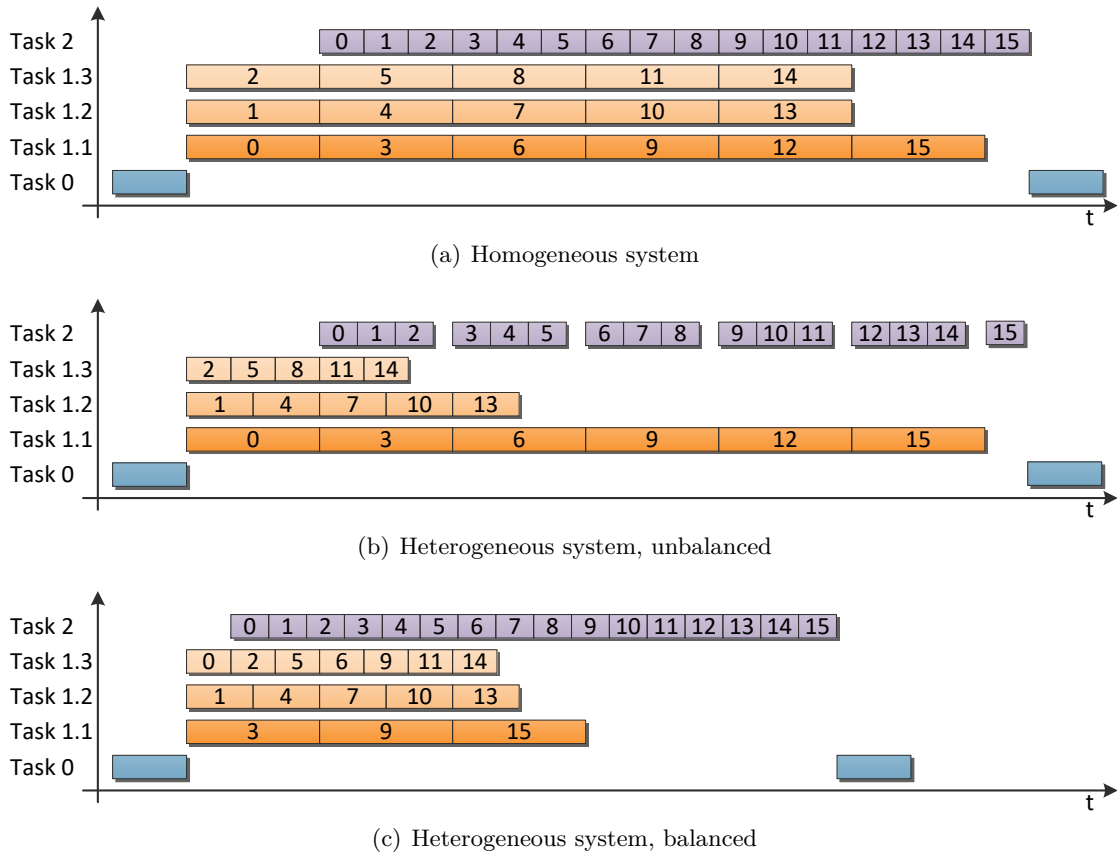 Task 2 0 1 2 3 4 5 6 7 8 9 10 11 12 13 14 15
Task 1.3 2 5 8 11 14
Task 1.2 1 4 7 10 13
Task 1.1 0 3 6 9 12 15
Task 0
t
(a) Homogeneous system
Task 2 0 1 2 3 4 5 6 7 8 9 10 11 12 13 14 15
Task 1.3 2 5 8 11 14
Task 1.2 1 4 7 10 13
Task 1.1 0 3 6 9 12 15
Task 0
t
(b) Heterogeneous system, unbalanced
Task 2 0 1 2 3 4 5 6 7 8 9 10 11 12 13 14 15
Task 1.3 0 2 5 6 9 11 14
Task 1.2 1 4 7 10 13
Task 1.1 3 9 15
Task 0
t
(c) Heterogeneous system, balanced